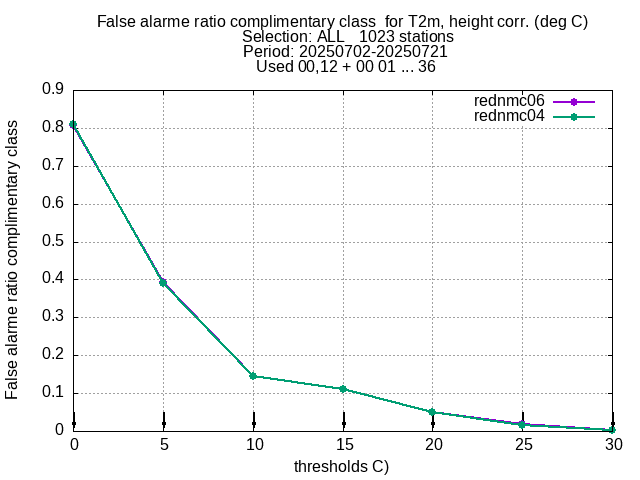 False alarme ratio complimentary class  for T2m, height corr. (deg C)
Selection: ALL   1023 stations
Period: 20250702-20250721
Used 00,12 + 00 01 ... 36
rednmc06
rednmc04
0.9
0.8
0.7
0.6
0.5
0.4
0.3
0.2
0.1
0
False alarme ratio complimentary class
0 5 10 15 20 25 30
thresholds C)